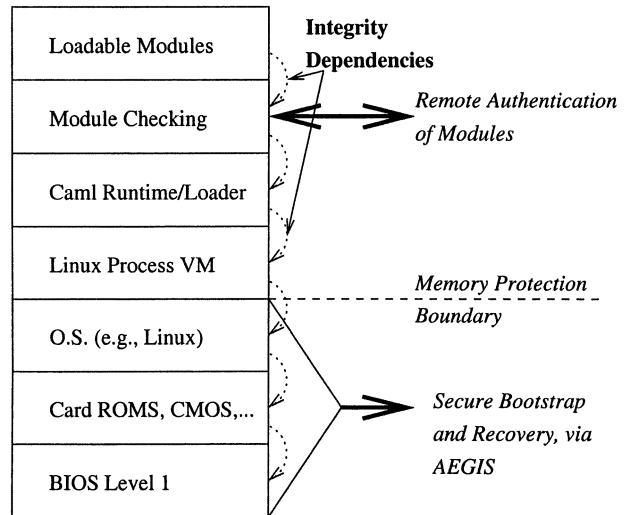 Loadable Modules
Module Checking
Caml Runtime/Loader
Linux Process VM
O.S. (e.g., Linux)
Card ROMS, CMOS,...
BIOS Level 1
Integrity
Dependencies
Remote Authentication
of Modules
Memory Protection
Boundary
Secure Bootstrap
and Recovery, via
AEGIS